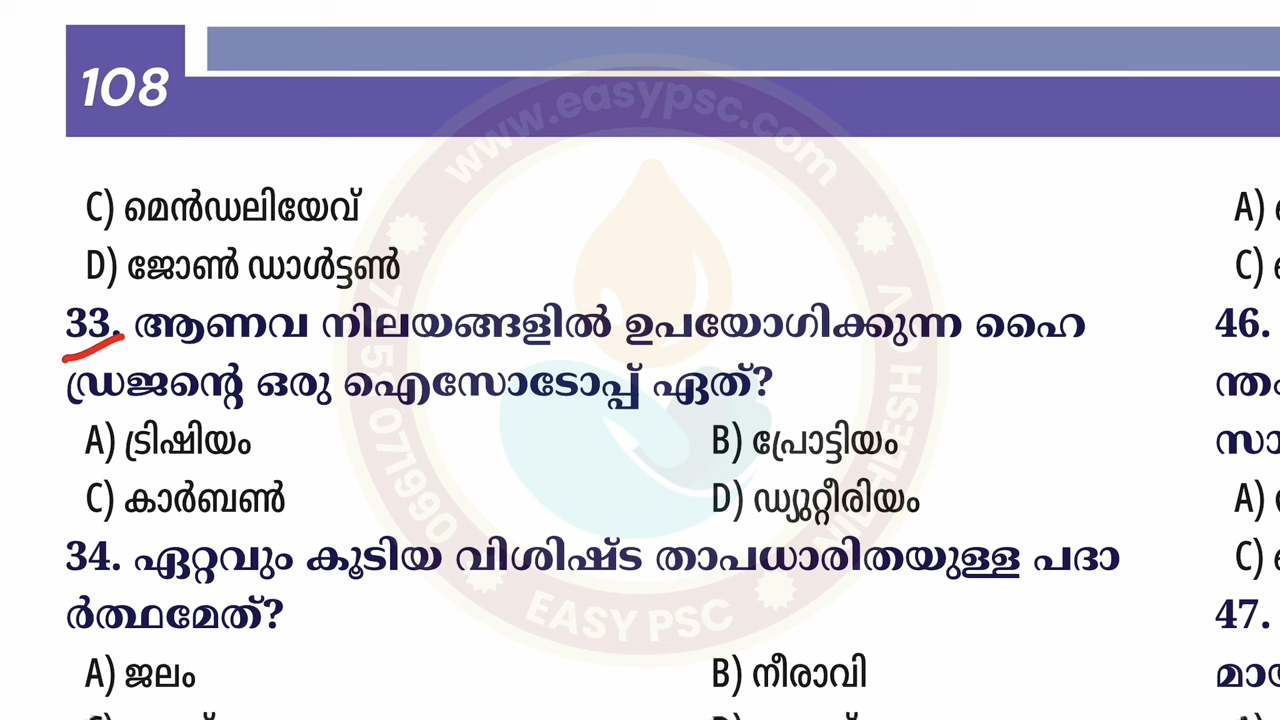 108
www.easypsc.com
C) മെൻഡലിയേവ്
D) ജോൺ ഡാൾട്ടൺ
33. ആണവ നിലയങ്ങളിൽ ഉപയോഗിക്കുന്ന ഹൈ
ഡ്രജന്റെ ഒരു ഐസോടോപ്പ് ഏത്?
A) ട്രിഷിയം
B) പ്രോട്ടിയം
C) കാർബൺ
D) ഡ്യുറ്റീരിയം
34. ഏറ്റവും കൂടിയ വിശിഷ്ട താപധാരിതയുള്ള പദാ
ർത്ഥമേത്?
A) ജലം
B) നീരാവി
EASY PSC
A)
C)
46.
A)
C)
47.